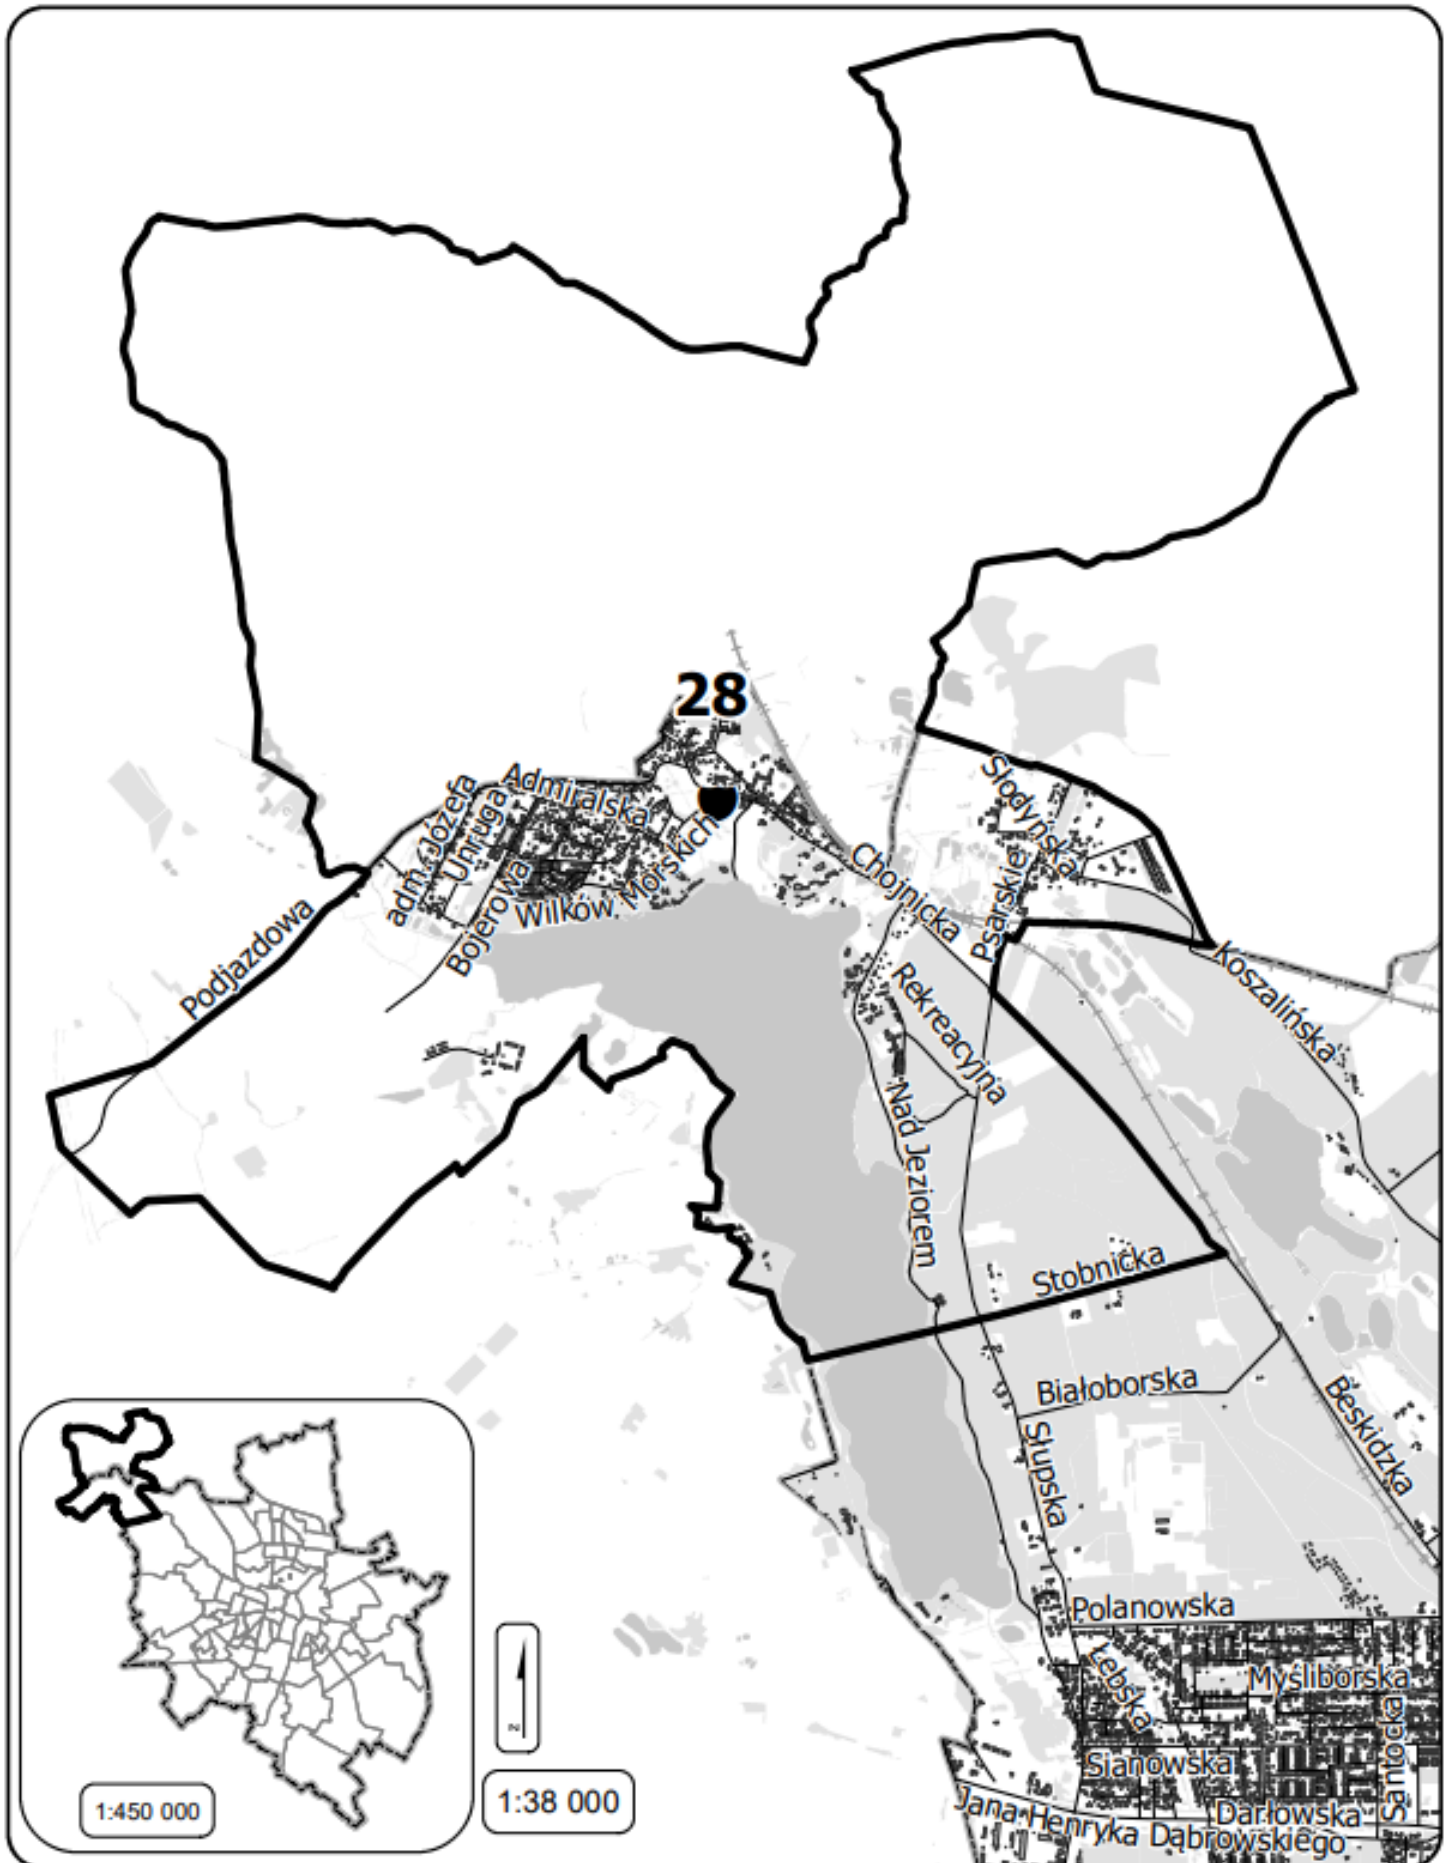 28
Słodyńska
adm. Józefa
Unruga
Admiralska
Bojerowa
Wilków Morskich
Chojnicka
Psarskie
Podjazdowa
Rekreacyjna
Koszalińska
Nad Jeziorem
Stobnicka
Białoborska
Słupska
Beskidzka
Polanowska
Łebska
Myśliborska
Sianowska
Santocka
Darłowska
Jana Henryka Dąbrowskiego
N
1:38 000
1:450 000